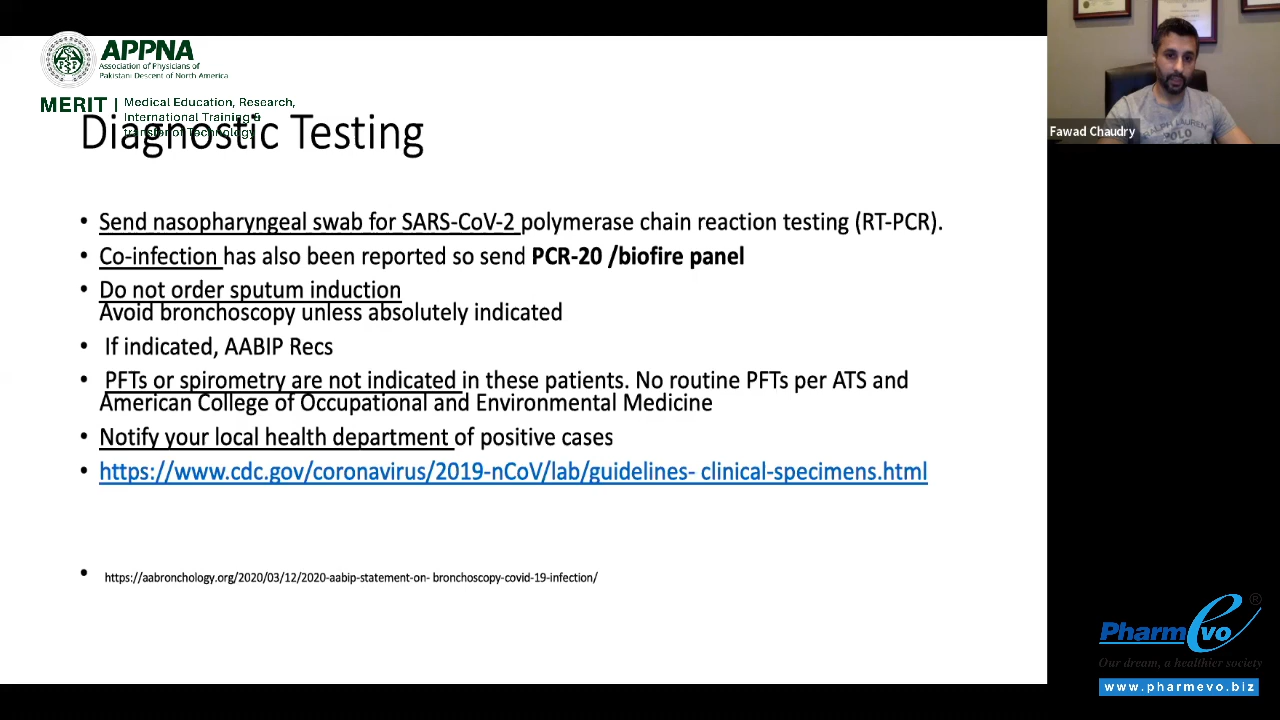 APPNA
Association of Physicians of
Pakistani Descent of North America
MERIT | Medical Education, Research,
International Training &
transfer of Technology
Diagnostic Testing
• Send nasopharyngeal swab for SARS-CoV-2 polymerase chain reaction testing (RT-PCR).
• Co-infection has also been reported so send PCR-20 /biofire panel
• Do not order sputum induction
Avoid bronchoscopy unless absolutely indicated
• If indicated, AABIP Recs
• PFTs or spirometry are not indicated in these patients. No routine PFTs per ATS and
American College of Occupational and Environmental Medicine
• Notify your local health department of positive cases
• https://www.cdc.gov/coronavirus/2019-nCoV/lab/guidelines- clinical-specimens.html
• https://aabronchology.org/2020/03/12/2020-aabip-statement-on- bronchoscopy-covid-19-infection/
Fawad Chaudry
RALPH LAUREN
POLO
PharmEvo ®
Our dream, a healthier society
www.pharmevo.biz